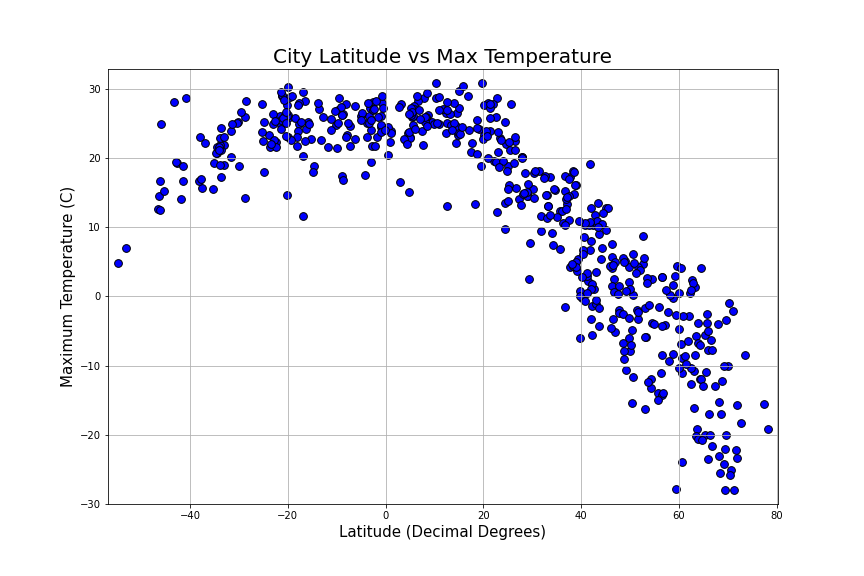 City Latitude vs Max Temperature
30
20
10
0
−10
−20
−30
Maximum Temperature (C)
−40 −20 0 20 40 60 80
Latitude (Decimal Degrees)